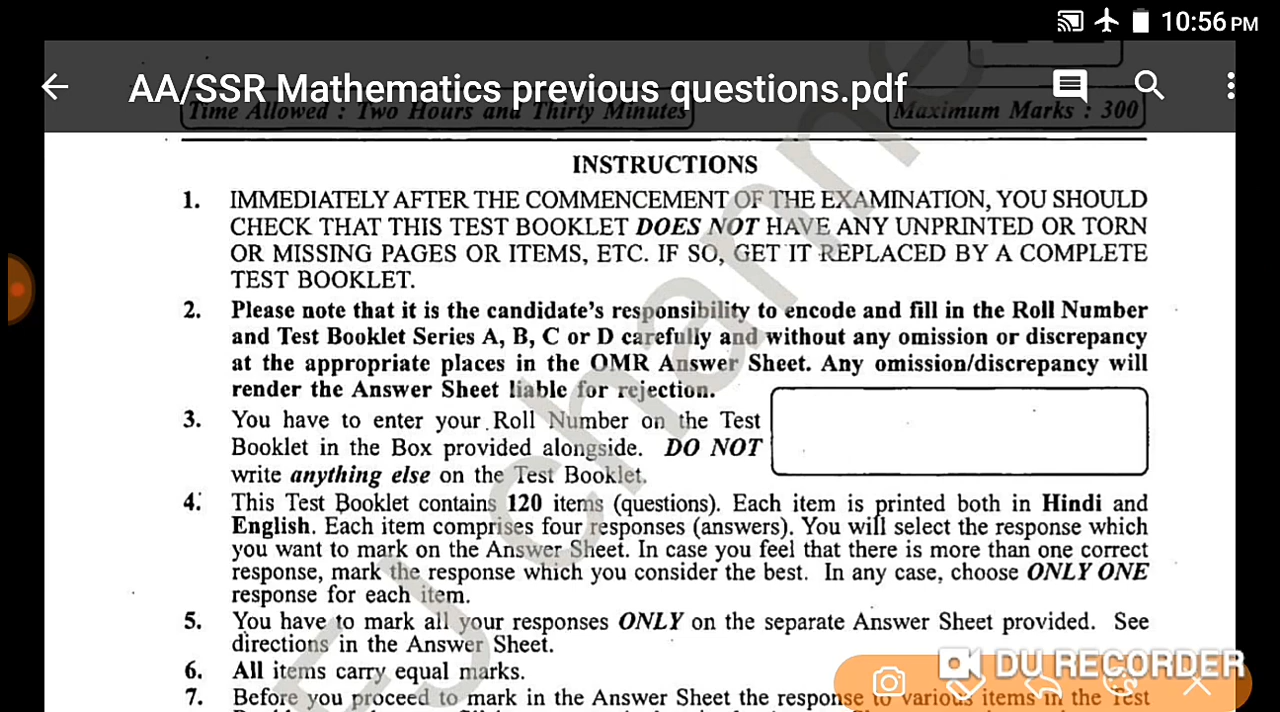 10:56 PM
AA/SSR Mathematics previous questions.pdf
Time Allowed : Two Hours and Thirty Minutes
Maximum Marks : 300
INSTRUCTIONS
1. IMMEDIATELY AFTER THE COMMENCEMENT OF THE EXAMINATION, YOU SHOULD
CHECK THAT THIS TEST BOOKLET DOES NOT HAVE ANY UNPRINTED OR TORN
OR MISSING PAGES OR ITEMS, ETC. IF SO, GET IT REPLACED BY A COMPLETE
TEST BOOKLET.
2. Please note that it is the candidate's responsibility to encode and fill in the Roll Number
and Test Booklet Series A, B, C or D carefully and without any omission or discrepancy
at the appropriate places in the OMR Answer Sheet. Any omission/discrepancy will
render the Answer Sheet liable for rejection.
3. You have to enter your Roll Number on the Test
Booklet in the Box provided alongside. DO NOT
write anything else on the Test Booklet.
4. This Test Booklet contains 120 items (questions). Each item is printed both in Hindi and
English. Each item comprises four responses (answers). You will select the response which
you want to mark on the Answer Sheet. In case you feel that there is more than one correct
response, mark the response which you consider the best. In any case, choose ONLY ONE
response for each item.
5. You have to mark all your responses ONLY on the separate Answer Sheet provided. See
directions in the Answer Sheet.
6. All items carry equal marks.
7. Before you proceed to mark in the Answer Sheet the response to various items in the Test
DU RECORDER